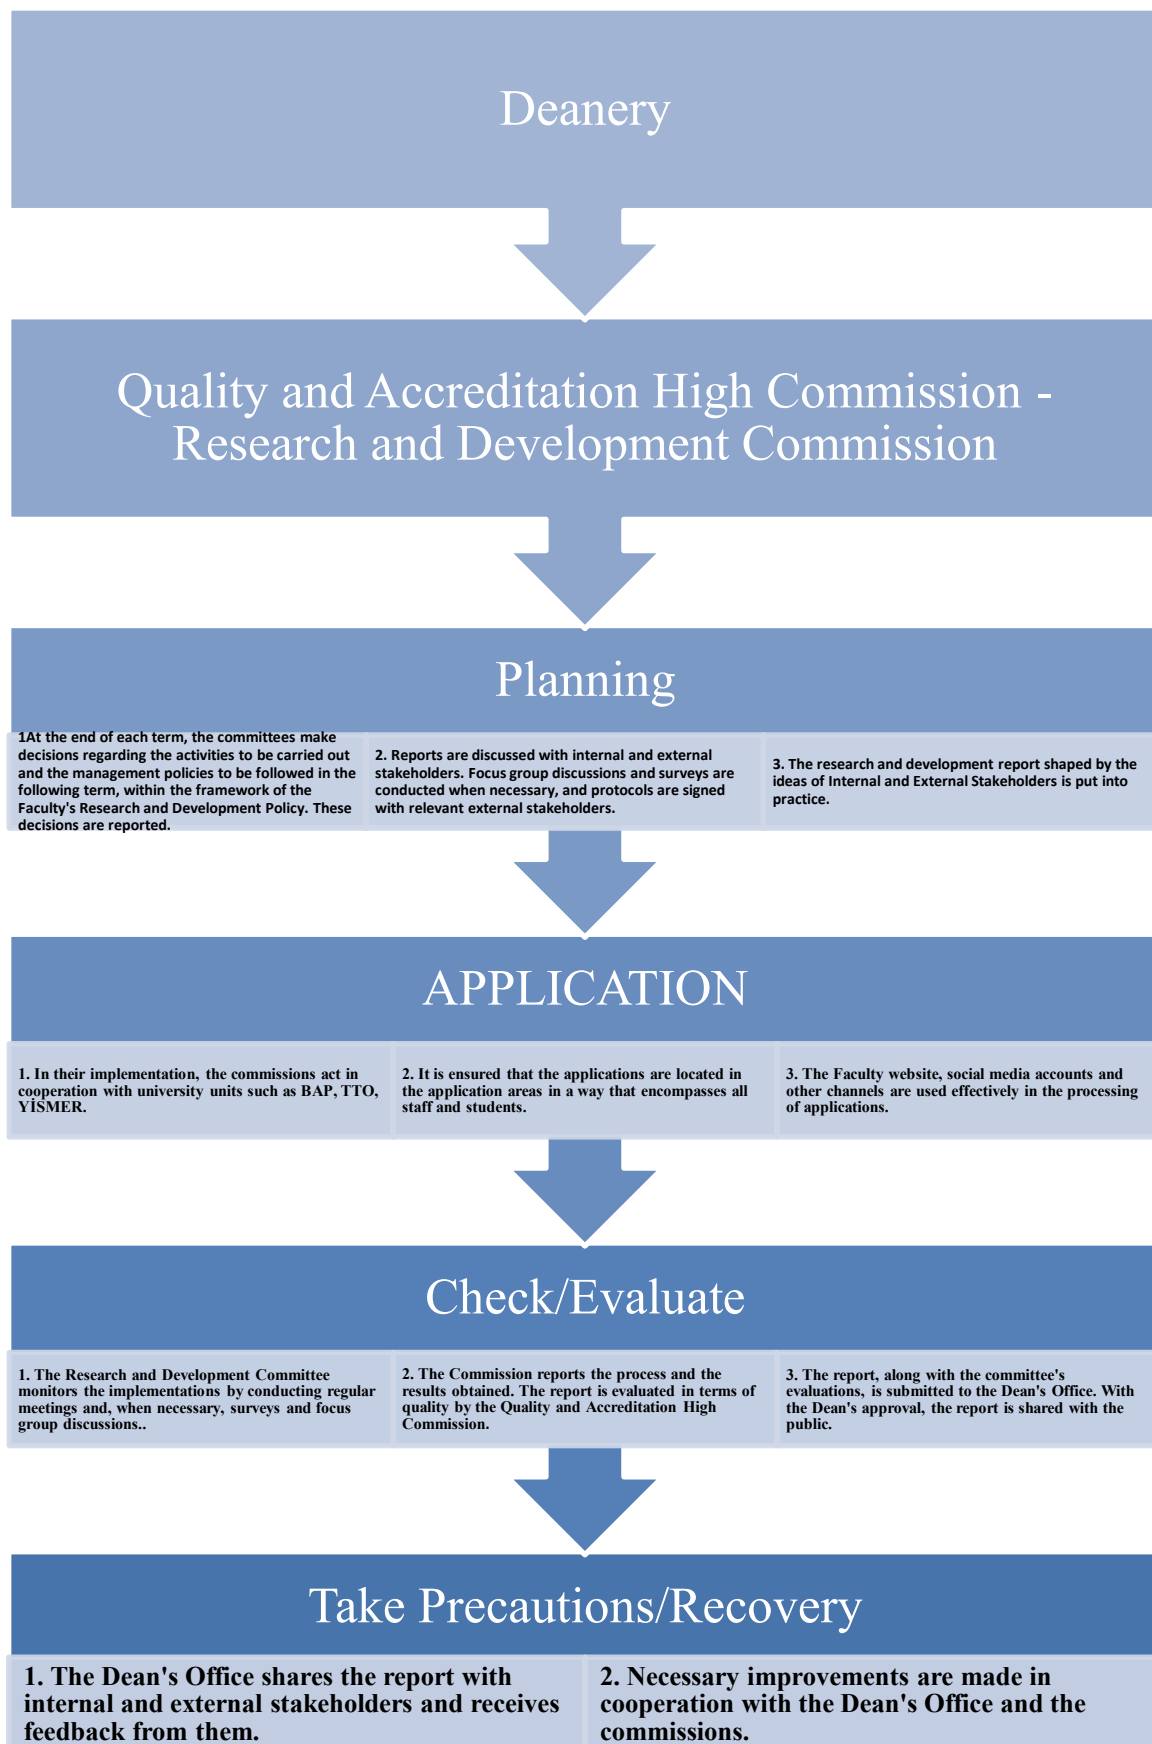 Deanery
Quality and Accreditation High Commission -
Research and Development Commission
Planning
1At the end of each term, the committees make
decisions regarding the activities to be carried out
and the management policies to be followed in the
following term, within the framework of the
Faculty's Research and Development Policy. These
decisions are reported.
2. Reports are discussed with internal and external
stakeholders. Focus group discussions and surveys are
conducted when necessary, and protocols are signed
with relevant external stakeholders.
3. The research and development report shaped by the
ideas of Internal and External Stakeholders is put into
practice.
APPLICATION
1. In their implementation, the commissions act in
cooperation with university units such as BAP, TTO,
YİSMER.
2. It is ensured that the applications are located in
the application areas in a way that encompasses all
staff and students.
3. The Faculty website, social media accounts and
other channels are used effectively in the processing
of applications.
Check/Evaluate
1. The Research and Development Committee
monitors the implementations by conducting regular
meetings and, when necessary, surveys and focus
group discussions..
2. The Commission reports the process and the
results obtained. The report is evaluated in terms of
quality by the Quality and Accreditation High
Commission.
3. The report, along with the committee's
evaluations, is submitted to the Dean's Office. With
the Dean's approval, the report is shared with the
public.
Take Precautions/Recovery
1. The Dean's Office shares the report with
internal and external stakeholders and receives
feedback from them.
2. Necessary improvements are made in
cooperation with the Dean's Office and the
commissions.